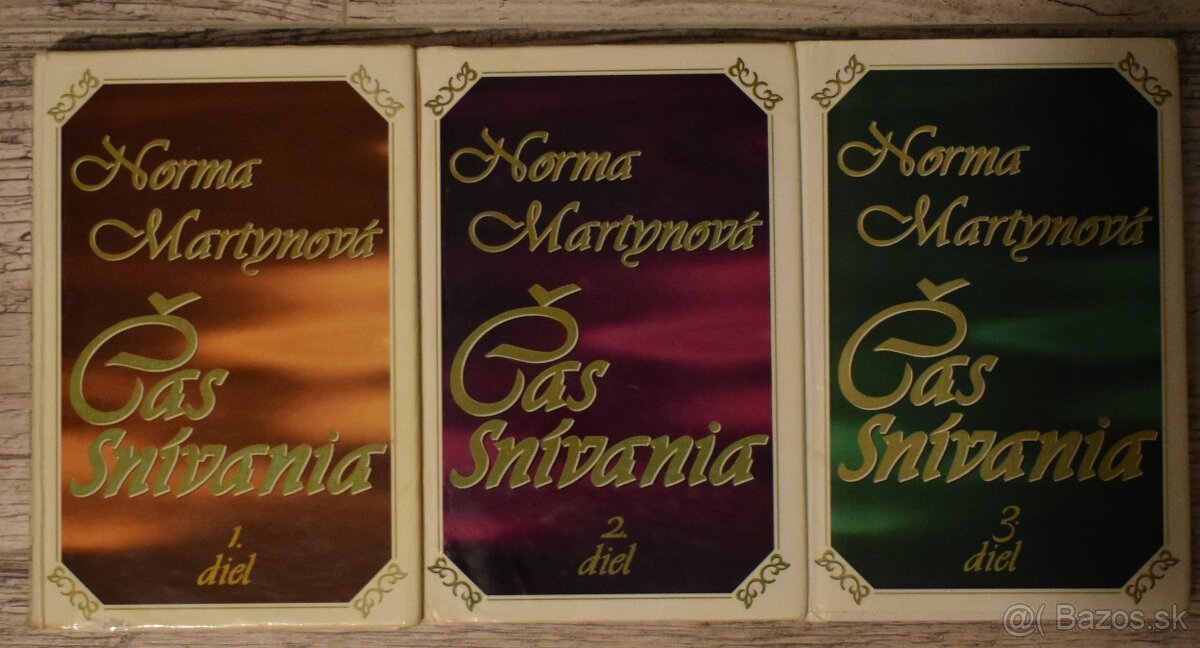 Norma
Martynová
Čas
Snívania
1.
diel
Norma
Martynová
Čas
Snívania
2.
diel
Norma
Martynová
Čas
Snívania
3.
diel
@( Bazos.sk